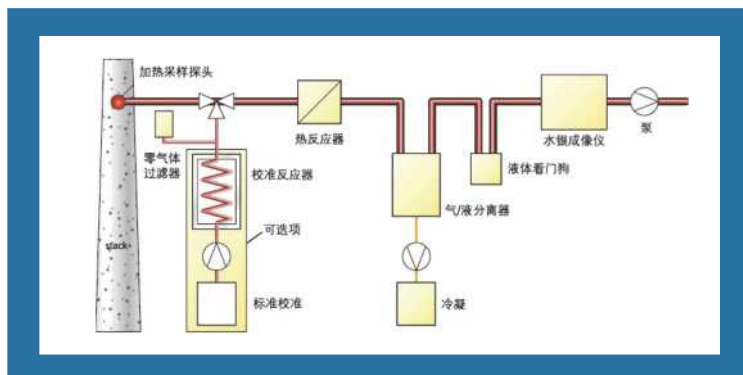 加热采样探头
零气体
过滤器
校准反应器
热反应器
可选项
stack
标准校准
气/液分离器
冷凝
液体看门狗
水银成像仪
泵